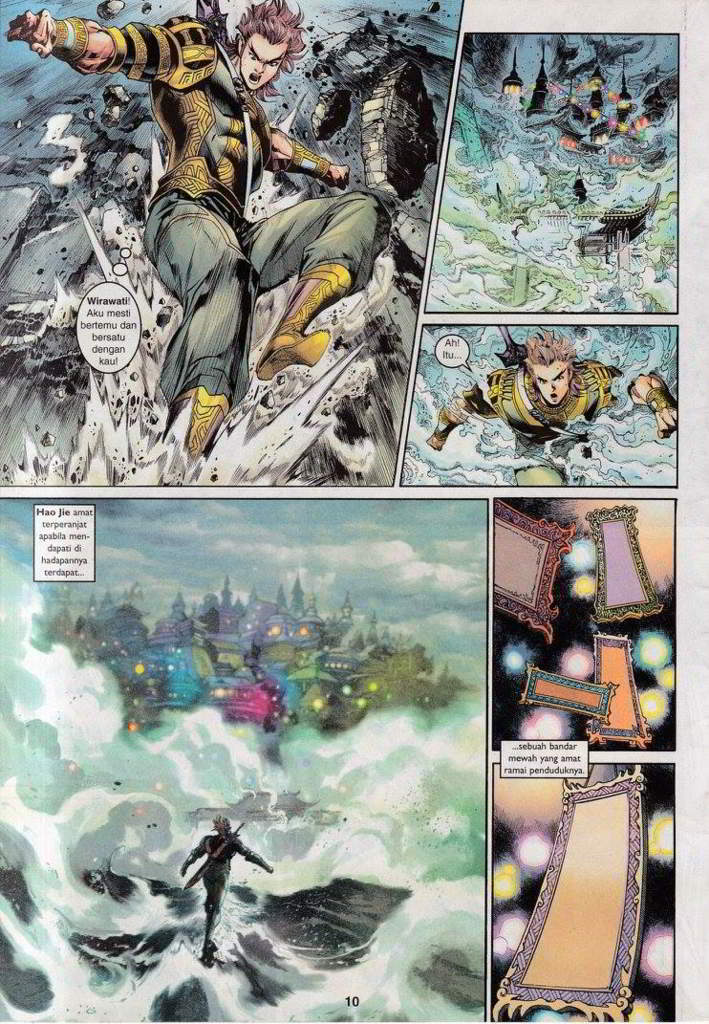 Wirawati!
Aku mesti
bertemu dan
bersatu
dengan
kau!
Ah!
Itu...
Hao Jie amat
terperanjat
apabila men-
dapati di
hadapannya
terdapat...
...sebuah bandar
mewah yang amat
ramai penduduknya.
10